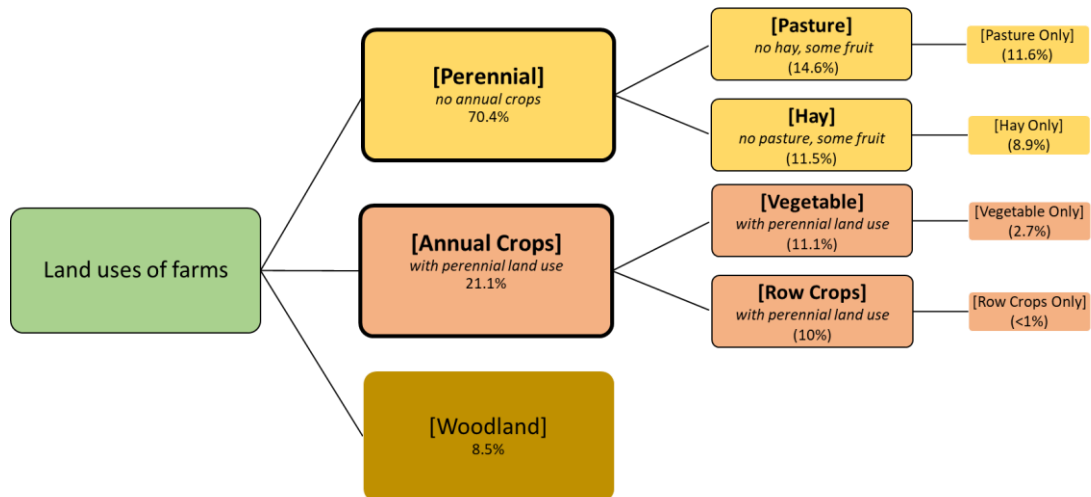 Land uses of farms
[Perennial]
no annual crops
70.4%
[Pasture]
no hay, some fruit
(14.6%)
[Pasture Only]
(11.6%)
[Hay]
no pasture, some fruit
(11.5%)
[Hay Only]
(8.9%)
[Annual Crops]
with perennial land use
21.1%
[Vegetable]
with perennial land use
(11.1%)
[Vegetable Only]
(2.7%)
[Row Crops]
with perennial land use
(10%)
[Row Crops Only]
(<1%)
[Woodland]
8.5%